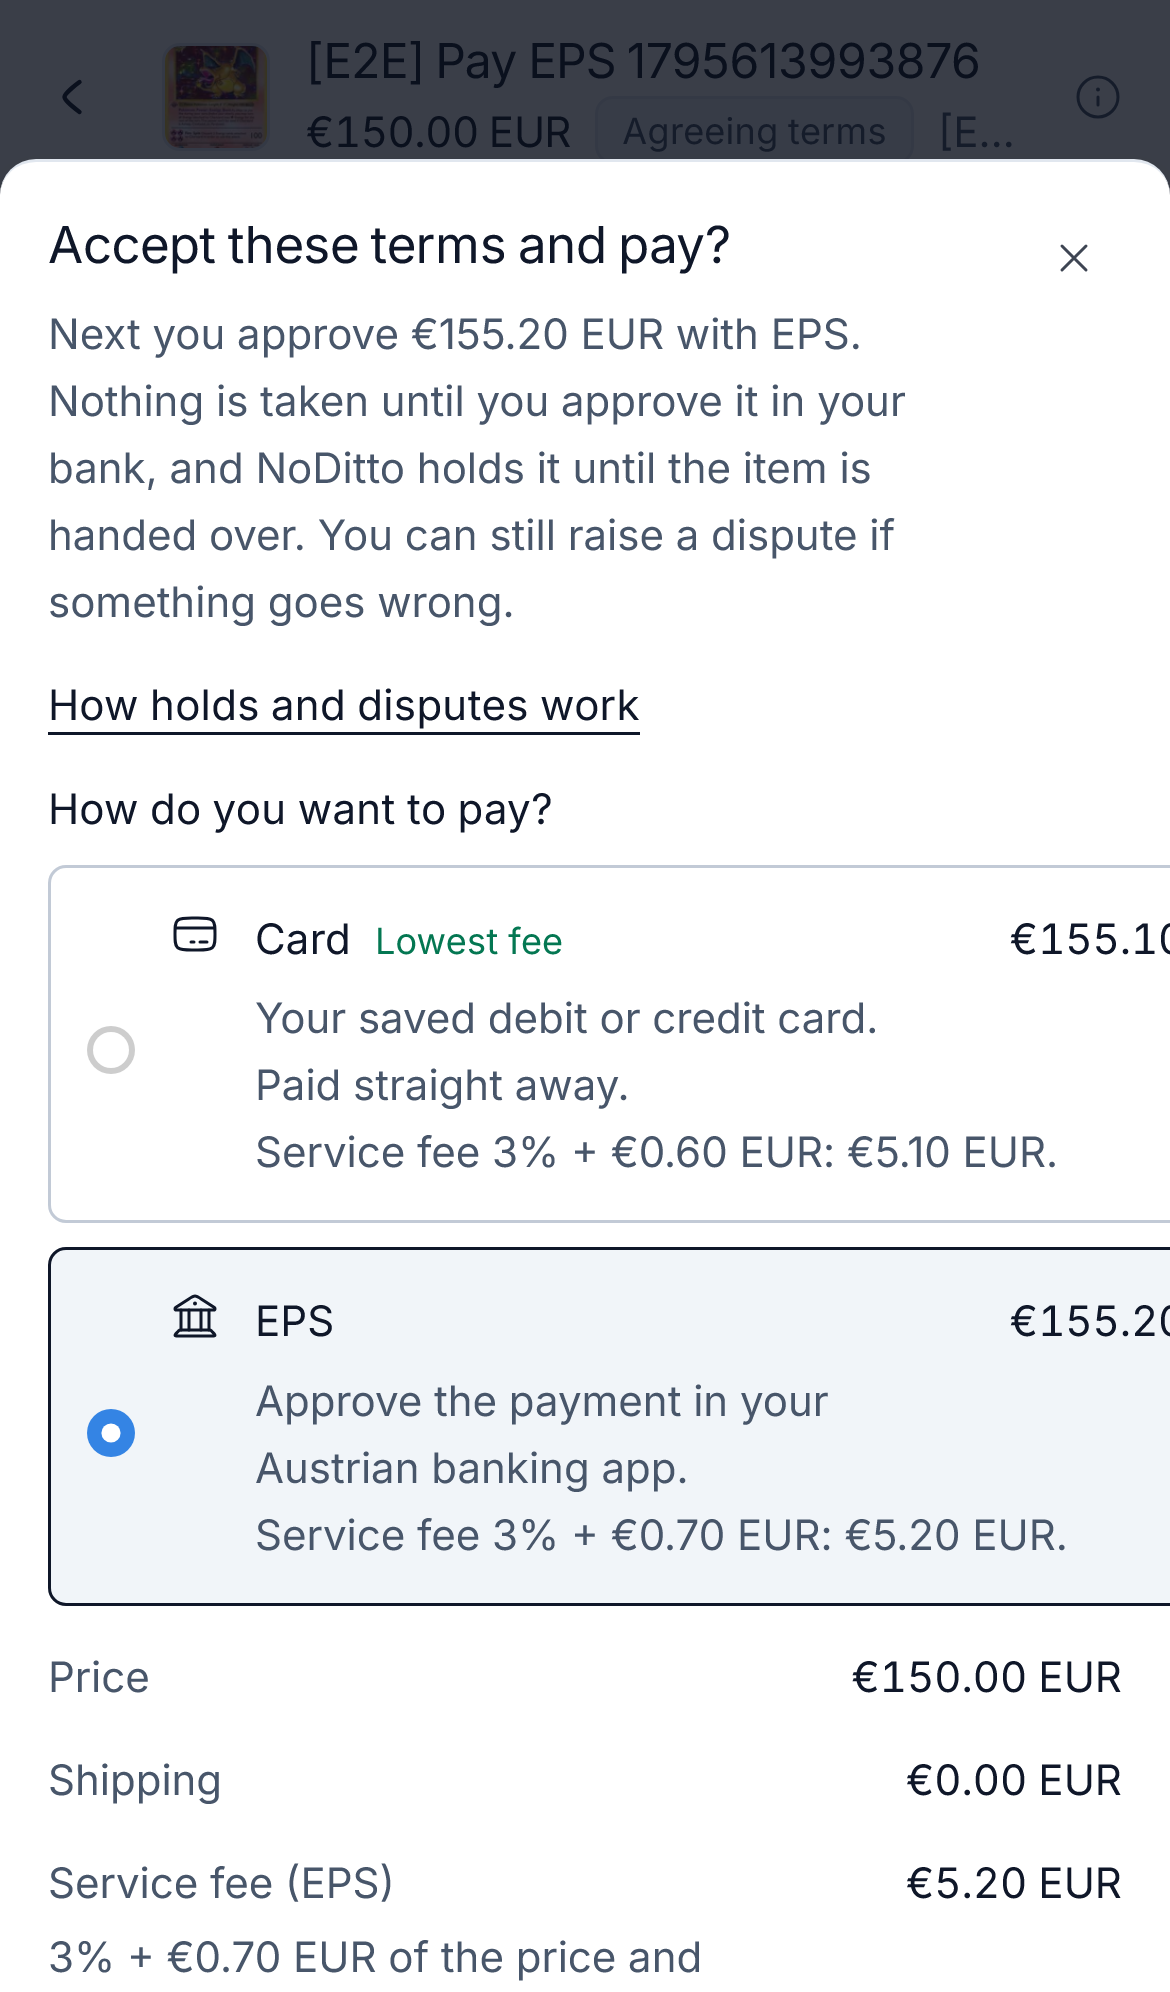 [E2E] Pay EPS 1795613993876
€150.00 EUR Agreeing terms [E...
Accept these terms and pay?
Next you approve €155.20 EUR with EPS.
Nothing is taken until you approve it in your
bank, and NoDitto holds it until the item is
handed over. You can still raise a dispute if
something goes wrong.
How holds and disputes work
How do you want to pay?
Card Lowest fee €155.10
Your saved debit or credit card.
Paid straight away.
Service fee 3% + €0.60 EUR: €5.10 EUR.
EPS €155.20
Approve the payment in your
Austrian banking app.
Service fee 3% + €0.70 EUR: €5.20 EUR.
Price €150.00 EUR
Shipping €0.00 EUR
Service fee (EPS) €5.20 EUR
3% + €0.70 EUR of the price and